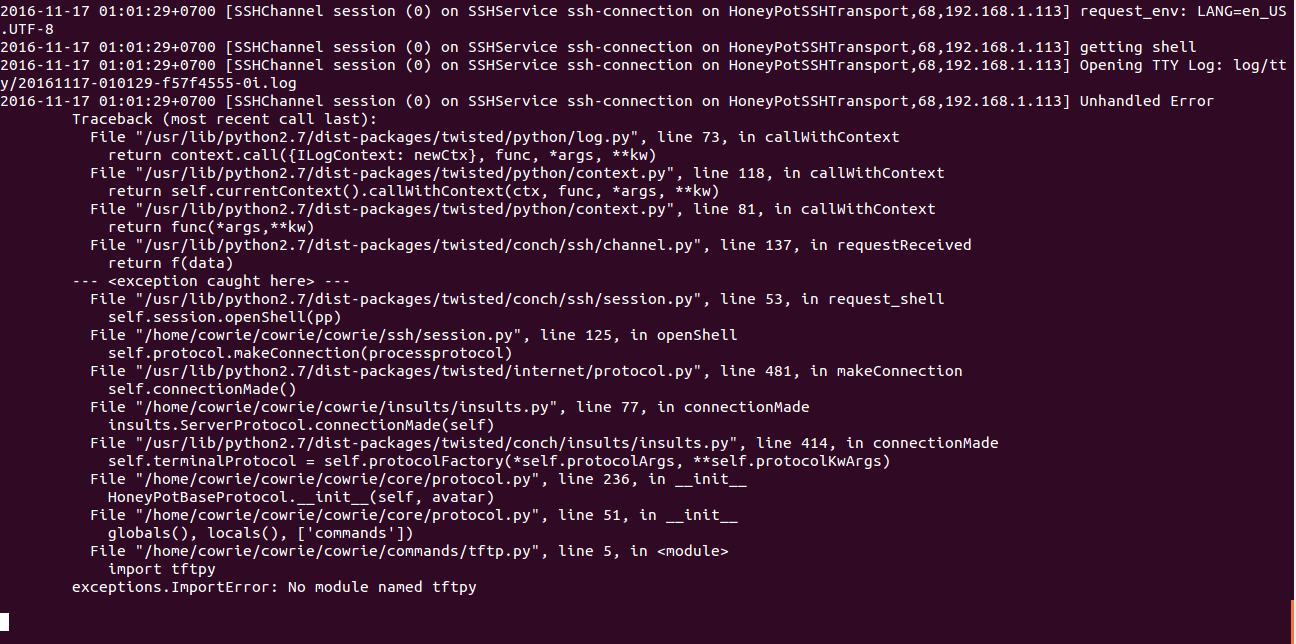 2016-11-17 01:01:29+0700 [SSHChannel session (0) on SSHService ssh-connection on HoneyPotSSHTransport,68,192.168.1.113] request_env: LANG=en_US
.UTF-8
2016-11-17 01:01:29+0700 [SSHChannel session (0) on SSHService ssh-connection on HoneyPotSSHTransport,68,192.168.1.113] getting shell
2016-11-17 01:01:29+0700 [SSHChannel session (0) on SSHService ssh-connection on HoneyPotSSHTransport,68,192.168.1.113] Opening TTY Log: log/tt
y/20161117-010129-f57f4555-0i.log
2016-11-17 01:01:29+0700 [SSHChannel session (0) on SSHService ssh-connection on HoneyPotSSHTransport,68,192.168.1.113] Unhandled Error
        Traceback (most recent call last):
          File "/usr/lib/python2.7/dist-packages/twisted/python/log.py", line 73, in callWithContext
            return context.call({ILogContext: newCtx}, func, *args, **kw)
          File "/usr/lib/python2.7/dist-packages/twisted/python/context.py", line 118, in callWithContext
            return self.currentContext().callWithContext(ctx, func, *args, **kw)
          File "/usr/lib/python2.7/dist-packages/twisted/python/context.py", line 81, in callWithContext
            return func(*args,**kw)
          File "/usr/lib/python2.7/dist-packages/twisted/conch/ssh/channel.py", line 137, in requestReceived
            return f(data)
        --- <exception caught here> ---
          File "/usr/lib/python2.7/dist-packages/twisted/conch/ssh/session.py", line 53, in request_shell
            self.session.openShell(pp)
          File "/home/cowrie/cowrie/cowrie/ssh/session.py", line 125, in openShell
            self.protocol.makeConnection(processprotocol)
          File "/usr/lib/python2.7/dist-packages/twisted/internet/protocol.py", line 481, in makeConnection
            self.connectionMade()
          File "/home/cowrie/cowrie/cowrie/insults/insults.py", line 77, in connectionMade
            insults.ServerProtocol.connectionMade(self)
          File "/usr/lib/python2.7/dist-packages/twisted/conch/insults/insults.py", line 414, in connectionMade
            self.terminalProtocol = self.protocolFactory(*self.protocolArgs, **self.protocolKwArgs)
          File "/home/cowrie/cowrie/cowrie/core/protocol.py", line 236, in __init__
            HoneyPotBaseProtocol.__init__(self, avatar)
          File "/home/cowrie/cowrie/cowrie/core/protocol.py", line 51, in __init__
            globals(), locals(), ['commands'])
          File "/home/cowrie/cowrie/cowrie/commands/tftp.py", line 5, in <module>
            import tftpy
        exceptions.ImportError: No module named tftpy